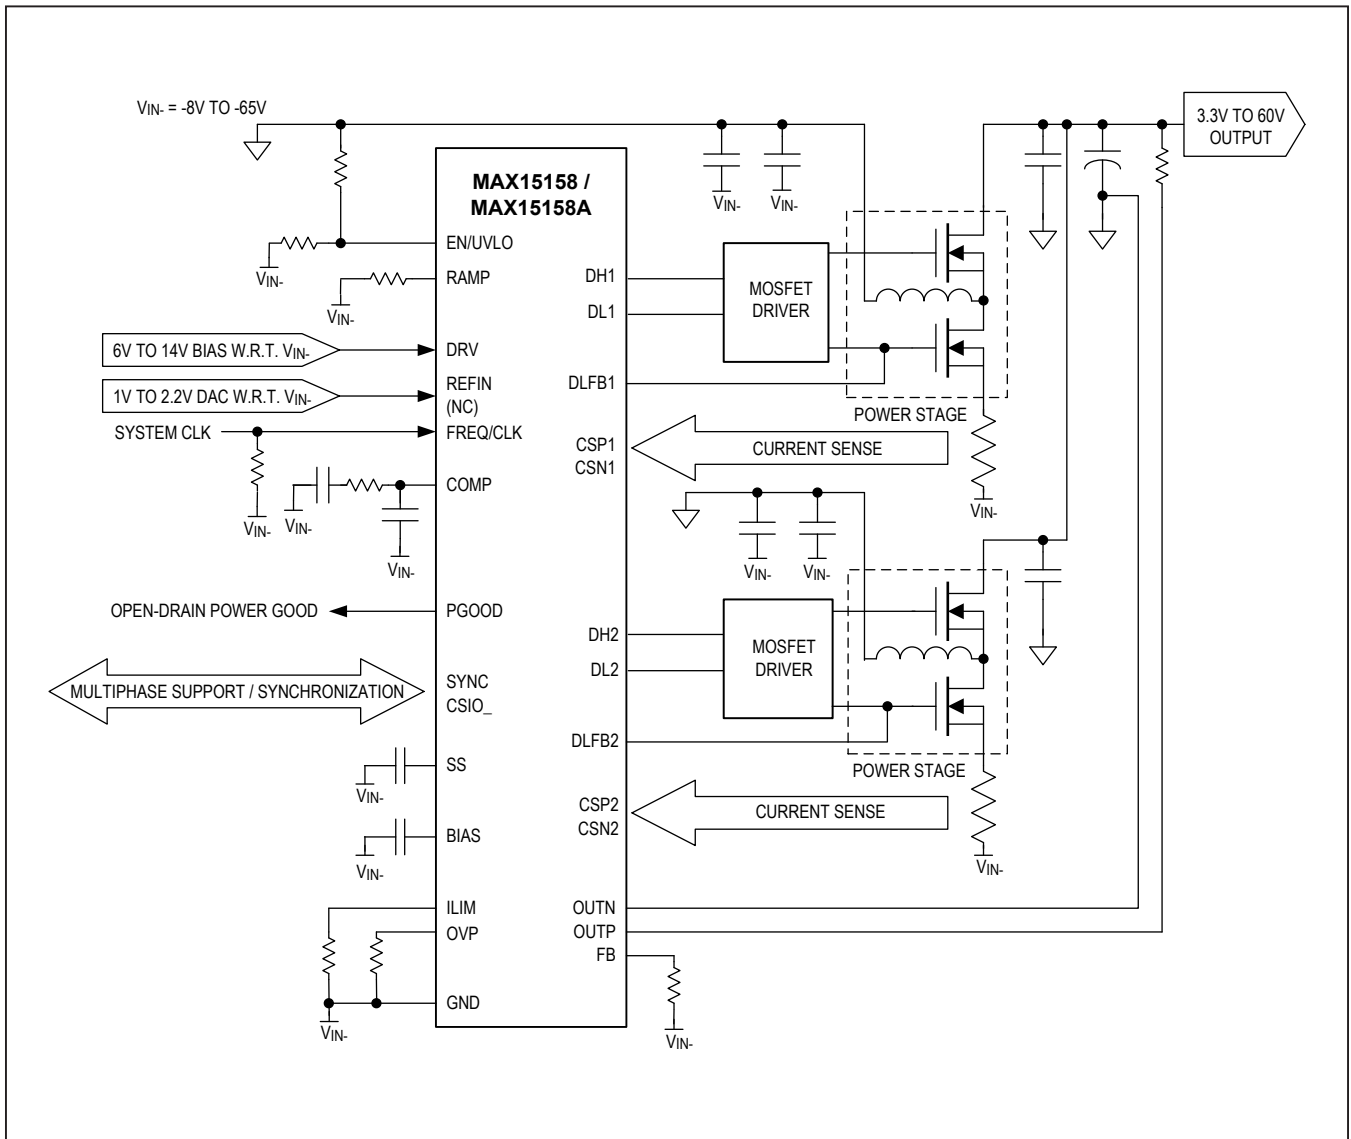 VIN- = -8V TO -65V
3.3V TO 60V
OUTPUT
MAX15158 /
MAX15158A
VIN-
VIN-
EN/UVLO
VIN-
RAMP
VIN-
DH1
DL1
MOSFET
DRIVER
6V TO 14V BIAS W.R.T. VIN-
DRV
1V TO 2.2V DAC W.R.T. VIN-
REFIN
(NC)
DLFB1
POWER STAGE
SYSTEM CLK
FREQ/CLK
CSP1
CSN1
CURRENT SENSE
VIN-
COMP
VIN-
VIN-
VIN-
VIN-
VIN-
VIN-
OPEN-DRAIN POWER GOOD
PGOOD
DH2
DL2
MOSFET
DRIVER
MULTIPHASE SUPPORT / SYNCHRONIZATION
SYNC
CSIO_
DLFB2
POWER STAGE
SS
VIN-
CSP2
CSN2
CURRENT SENSE
BIAS
VIN-
VIN-
ILIM
OVP
OUTN
OUTP
FB
GND
VIN-
VIN-